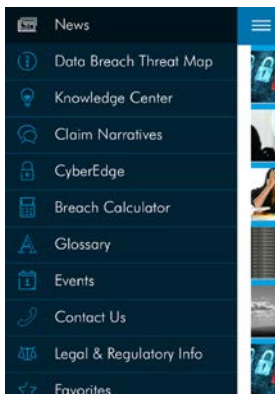 News
Data Breach Threat Map
Knowledge Center
Claim Narratives
CyberEdge
Breach Calculator
Glossary
Events
Contact Us
Legal & Regulatory Info
Favorites